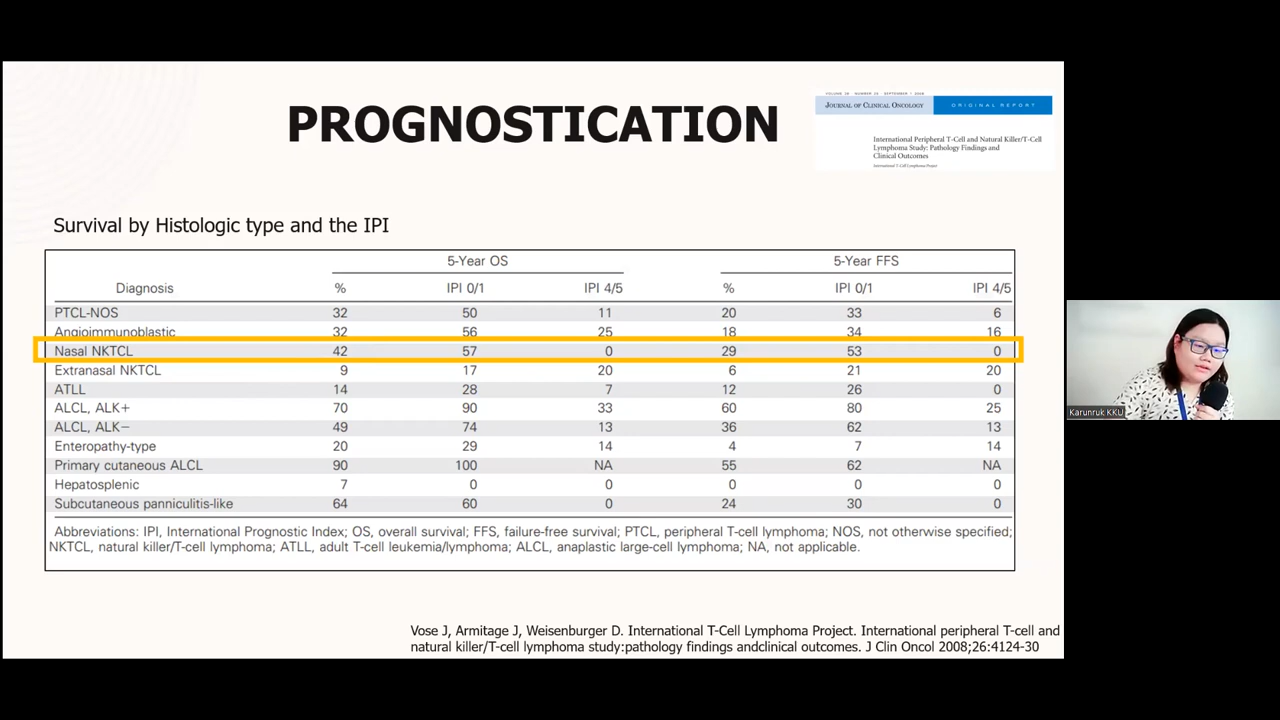 PROGNOSTICATION
JOURNAL OF CLINICAL ONCOLOGY ORIGINAL REPORT
International Peripheral T-Cell and Natural Killer/T-Cell
Lymphoma Study: Pathology Findings and
Clinical Outcomes
International T-Cell Lymphoma Project
Survival by Histologic type and the IPI
5-Year OS 5-Year FFS
Diagnosis % IPI 0/1 IPI 4/5 % IPI 0/1 IPI 4/5
PTCL-NOS 32 50 11 20 33 6
Angioimmunoblastic 32 56 25 18 34 16
Nasal NKTCL 42 57 0 29 53 0
Extranasal NKTCL 9 17 20 6 21 20
ATLL 14 28 7 12 26 0
ALCL, ALK+ 70 90 33 60 80 25
ALCL, ALK− 49 74 13 36 62 13
Enteropathy-type 20 29 14 4 7 14
Primary cutaneous ALCL 90 100 NA 55 62 NA
Hepatosplenic 7 0 0 0 0 0
Subcutaneous panniculitis-like 64 60 0 24 30 0
Abbreviations: IPI, International Prognostic Index; OS, overall survival; FFS, failure-free survival; PTCL, peripheral T-cell lymphoma; NOS, not otherwise specified;
NKTCL, natural killer/T-cell lymphoma; ATLL, adult T-cell leukemia/lymphoma; ALCL, anaplastic large-cell lymphoma; NA, not applicable.
Vose J, Armitage J, Weisenburger D. International T-Cell Lymphoma Project. International peripheral T-cell and
natural killer/T-cell lymphoma study:pathology findings andclinical outcomes. J Clin Oncol 2008;26:4124-30
Karunruk KKU